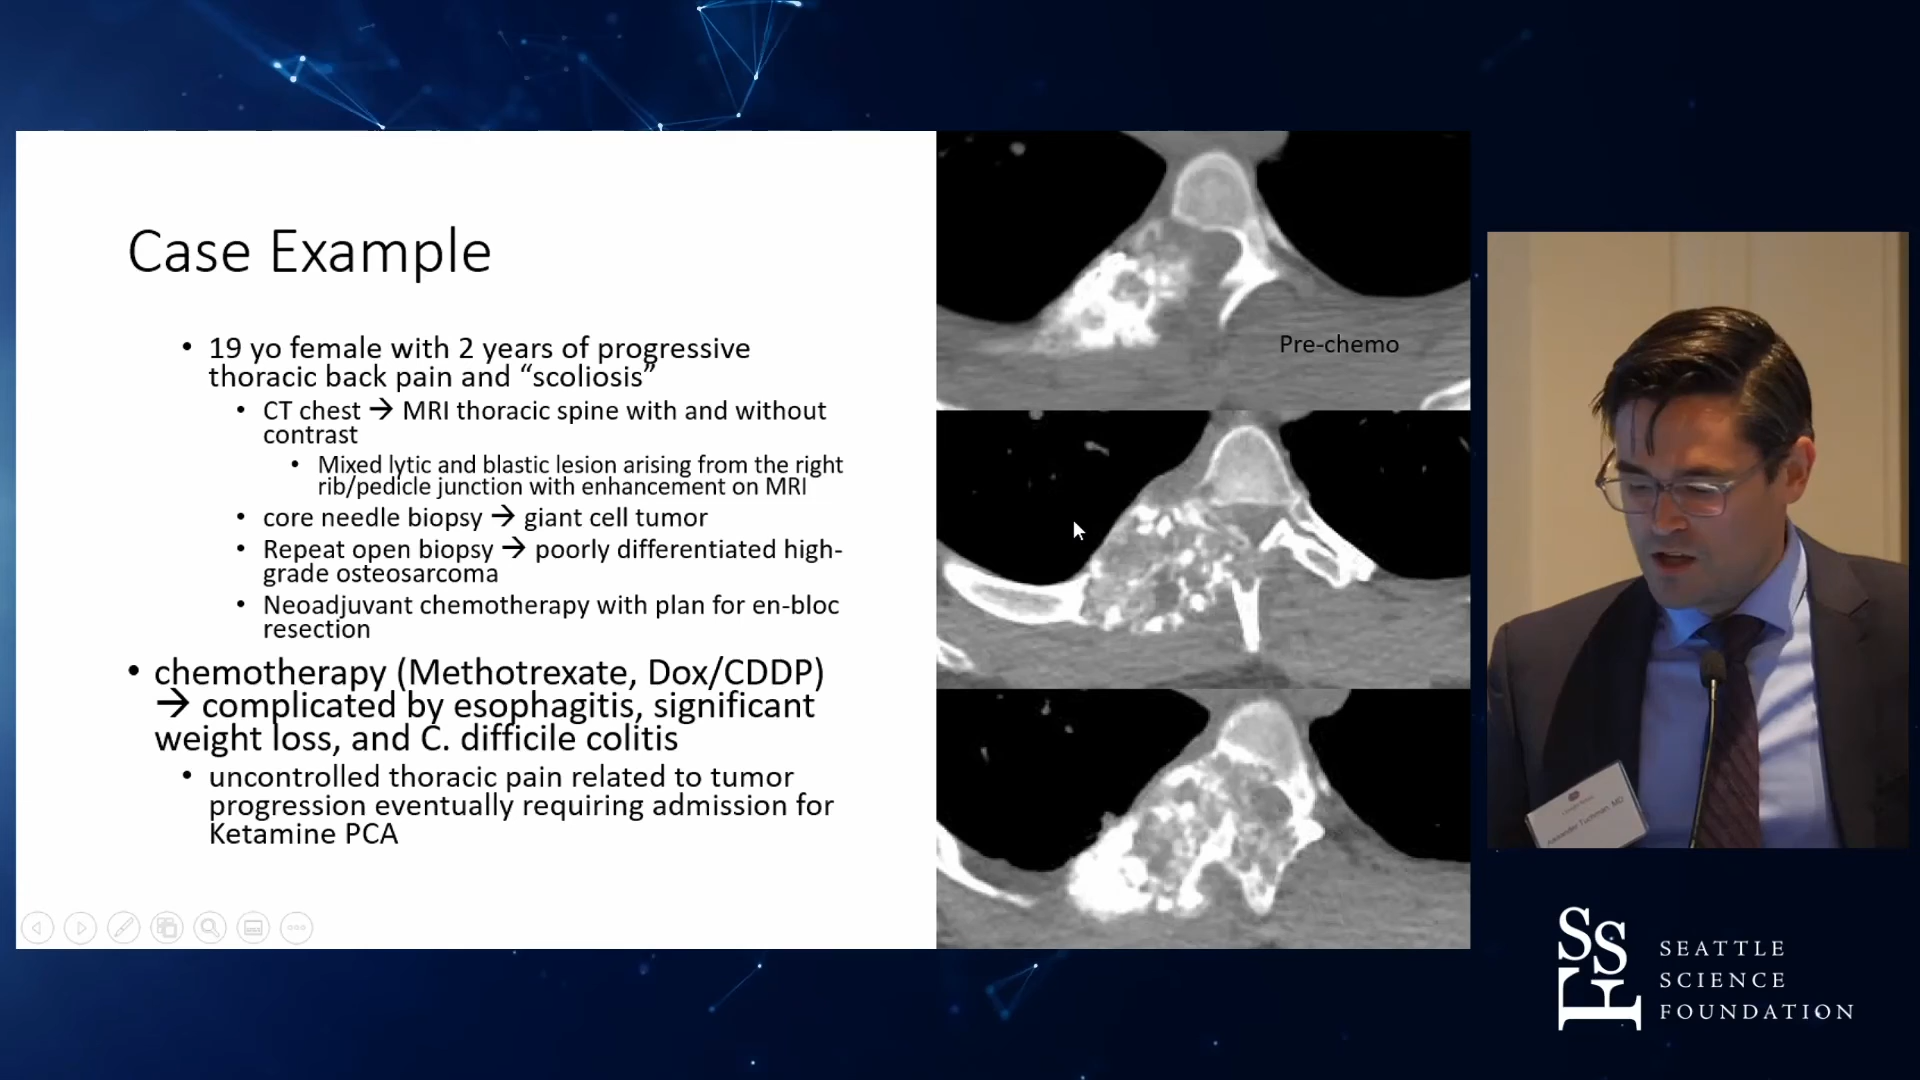 Case Example
• 19 yo female with 2 years of progressive
thoracic back pain and “scoliosis”
• CT chest → MRI thoracic spine with and without
contrast
• Mixed lytic and blastic lesion arising from the right
rib/pedicle junction with enhancement on MRI
• core needle biopsy → giant cell tumor
• Repeat open biopsy → poorly differentiated high-
grade osteosarcoma
• Neoadjuvant chemotherapy with plan for en-bloc
resection
• chemotherapy (Methotrexate, Dox/CDDP)
→ complicated by esophagitis, significant
weight loss, and C. difficile colitis
• uncontrolled thoracic pain related to tumor
progression eventually requiring admission for
Ketamine PCA
Pre-chemo
Alexander Tuchman, MD
SSF
SEATTLE
SCIENCE
FOUNDATION